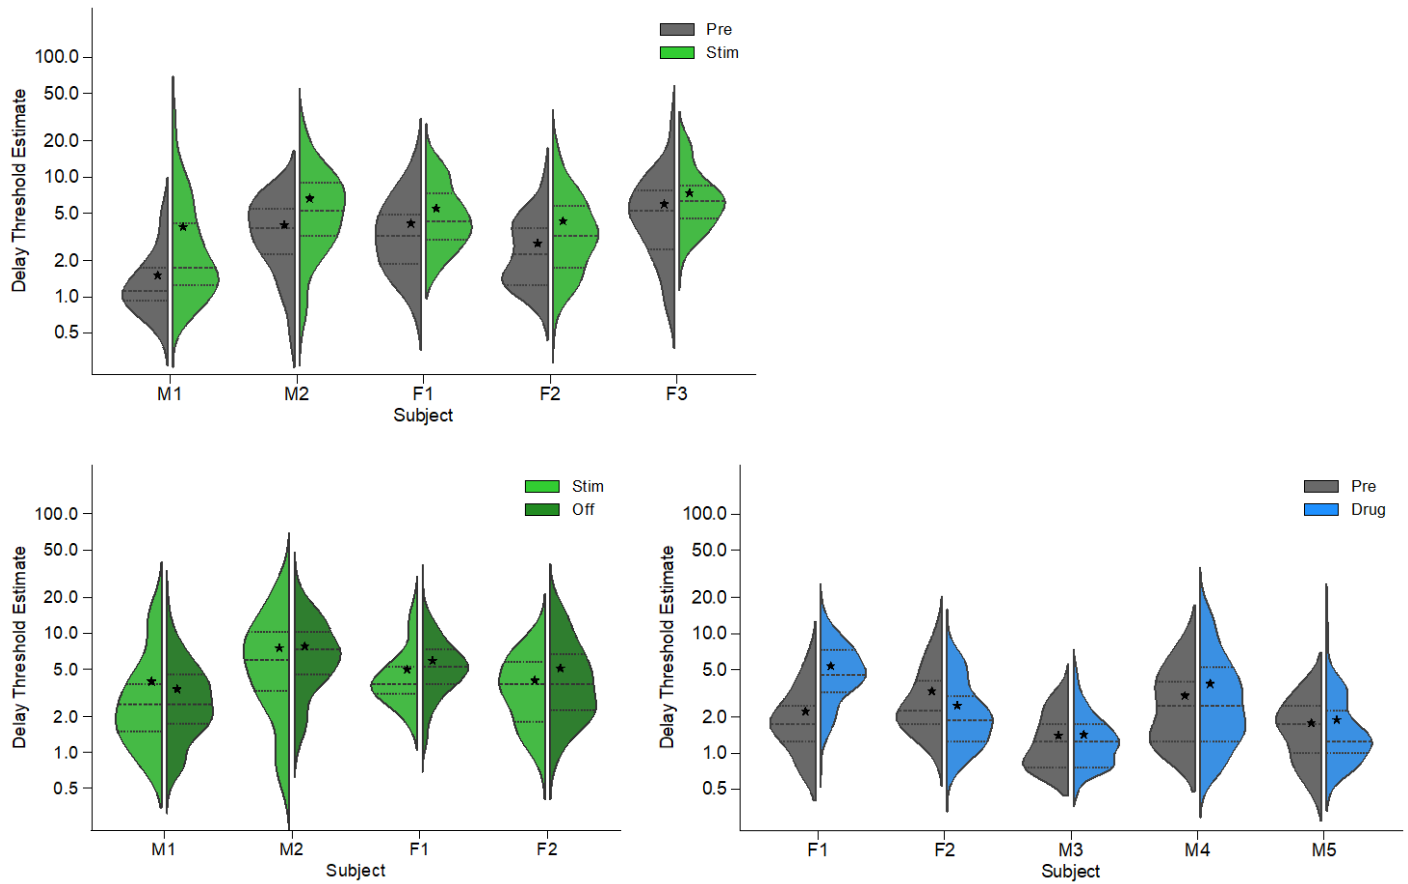 Pre
Stim
Delay Threshold Estimate
100.0
50.0
20.0
10.0
5.0
2.0
1.0
0.5
M1 M2 F1 F2 F3
Subject
Stim
Off
Delay Threshold Estimate
100.0
50.0
20.0
10.0
5.0
2.0
1.0
0.5
M1 M2 F1 F2
Subject
Pre
Drug
Delay Threshold Estimate
100.0
50.0
20.0
10.0
5.0
2.0
1.0
0.5
F1 F2 M3 M4 M5
Subject